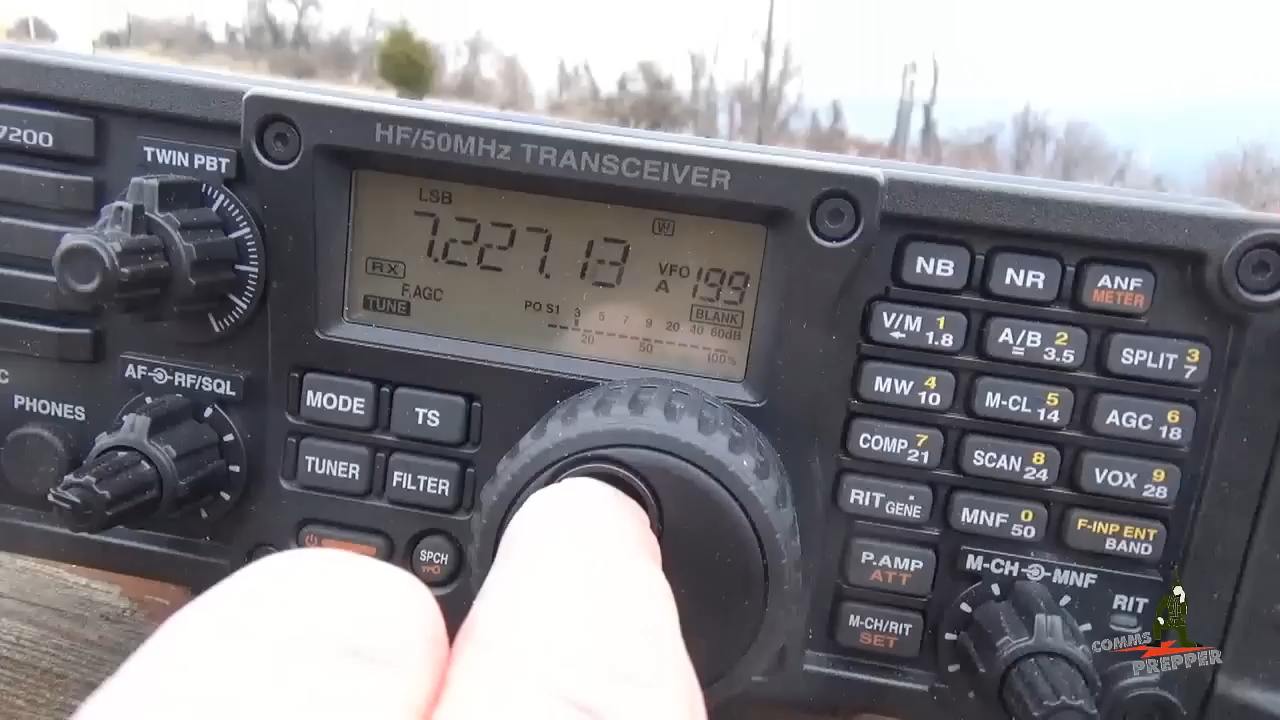 7200
TWIN PBT
HF/50MHz TRANSCEIVER
LSB
7.227.13
W
RX
F.AGC
TUNE
VFO
A
199
BLANK
PO S1 3 5 7 9 20 40 60dB
20 50 100%
AF RF/SQL
C
PHONES
MODE
TS
TUNER
FILTER
SPCH
NB
NR
ANF
METER
V/M 1
1.8
A/B 2
= 3.5
SPLIT 3
7
MW 4
10
M-CL 5
14
AGC 6
18
COMP 7
21
SCAN 8
24
VOX 9
28
RIT
GENE
MNF 0
50
F-INP ENT
BAND
P.AMP
ATT
M-CH/RIT
SET
M-CH MNF
RIT
COMMS
PREPPER